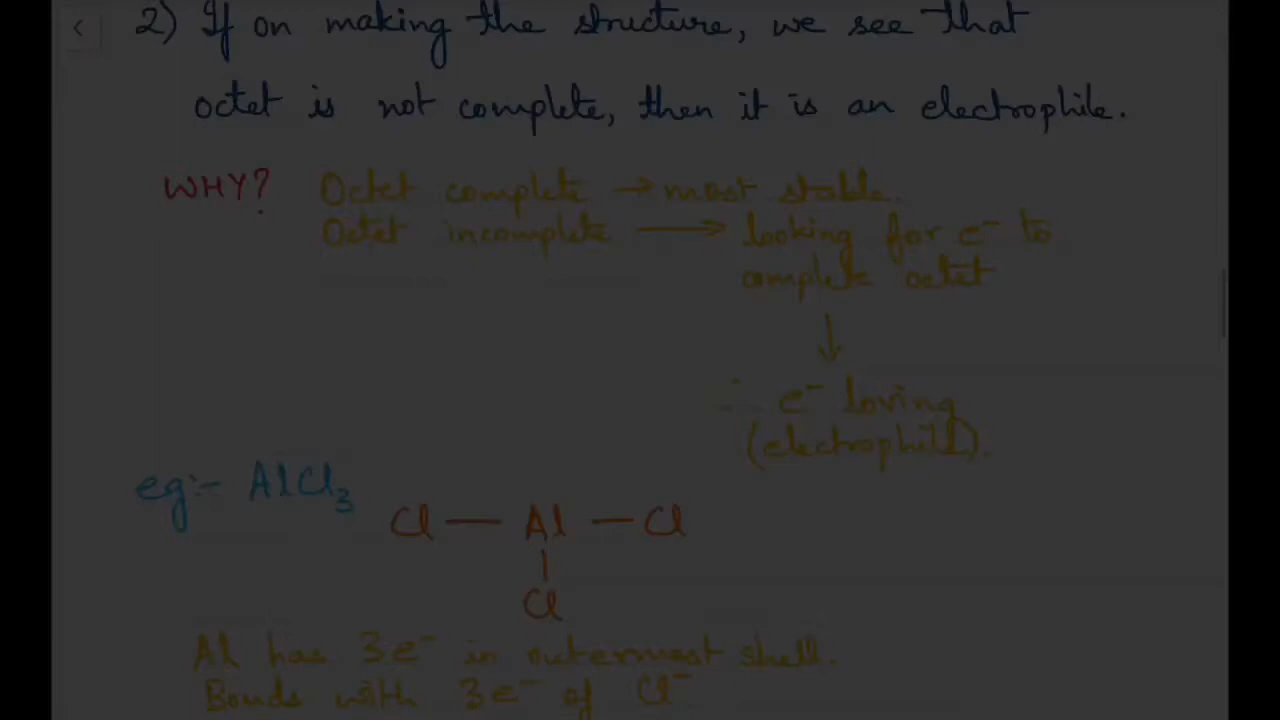 2) If on making the structure, we see that
octet is not complete, then it is an electrophile.
WHY? Octet complete → most stable.
Octet incomplete → looking for e⁻ to
complete octet
↓
∴ e⁻ loving
(electrophile).
eg:- AlCl₃
Cl — Al — Cl
|
Cl
Al has 3e⁻ in outermost shell.
Bonds with 3e⁻ of Cl⁻